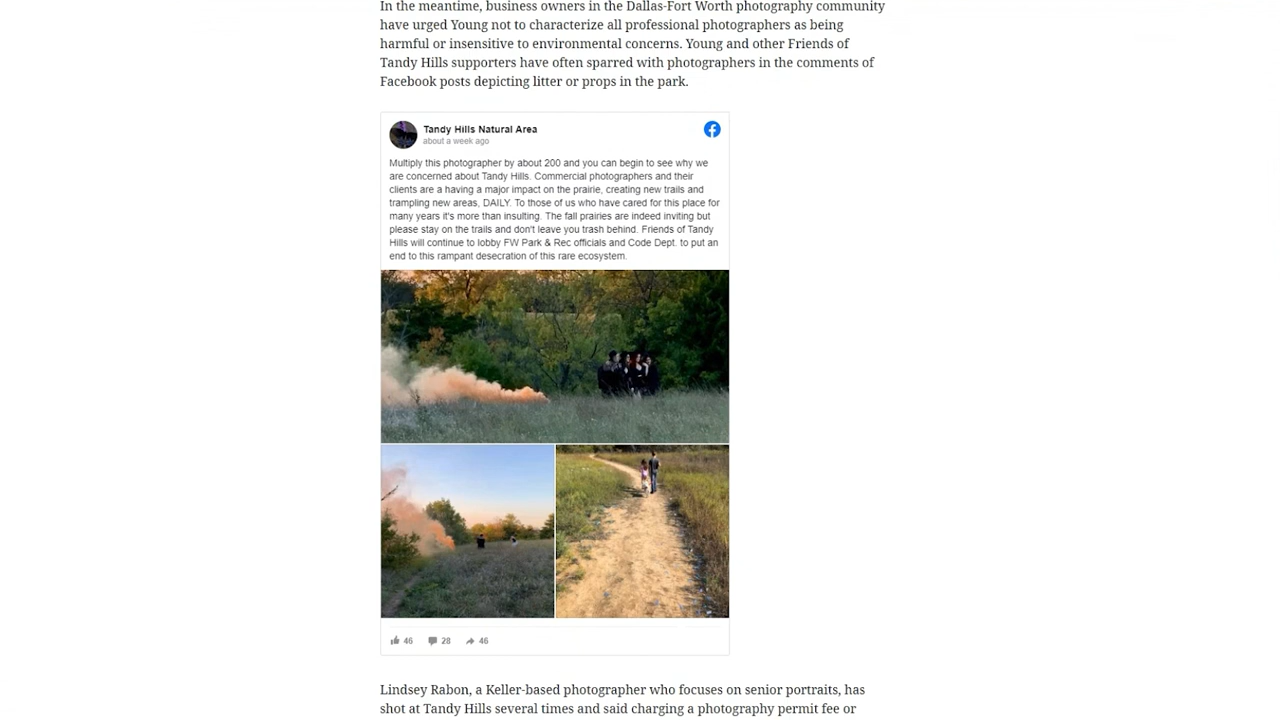 In the meantime, business owners in the Dallas-Fort Worth photography community
have urged Young not to characterize all professional photographers as being
harmful or insensitive to environmental concerns. Young and other Friends of
Tandy Hills supporters have often sparred with photographers in the comments of
Facebook posts depicting litter or props in the park.
Tandy Hills Natural Area
about a week ago
Multiply this photographer by about 200 and you can begin to see why we
are concerned about Tandy Hills. Commercial photographers and their
clients are a having a major impact on the prairie, creating new trails and
trampling new areas, DAILY. To those of us who have cared for this place for
many years it's more than insulting. The fall prairies are indeed inviting but
please stay on the trails and don't leave you trash behind. Friends of Tandy
Hills will continue to lobby FW Park & Rec officials and Code Dept. to put an
end to this rampant desecration of this rare ecosystem.
46 28 46
Lindsey Rabon, a Keller-based photographer who focuses on senior portraits, has
shot at Tandy Hills several times and said charging a photography permit fee or